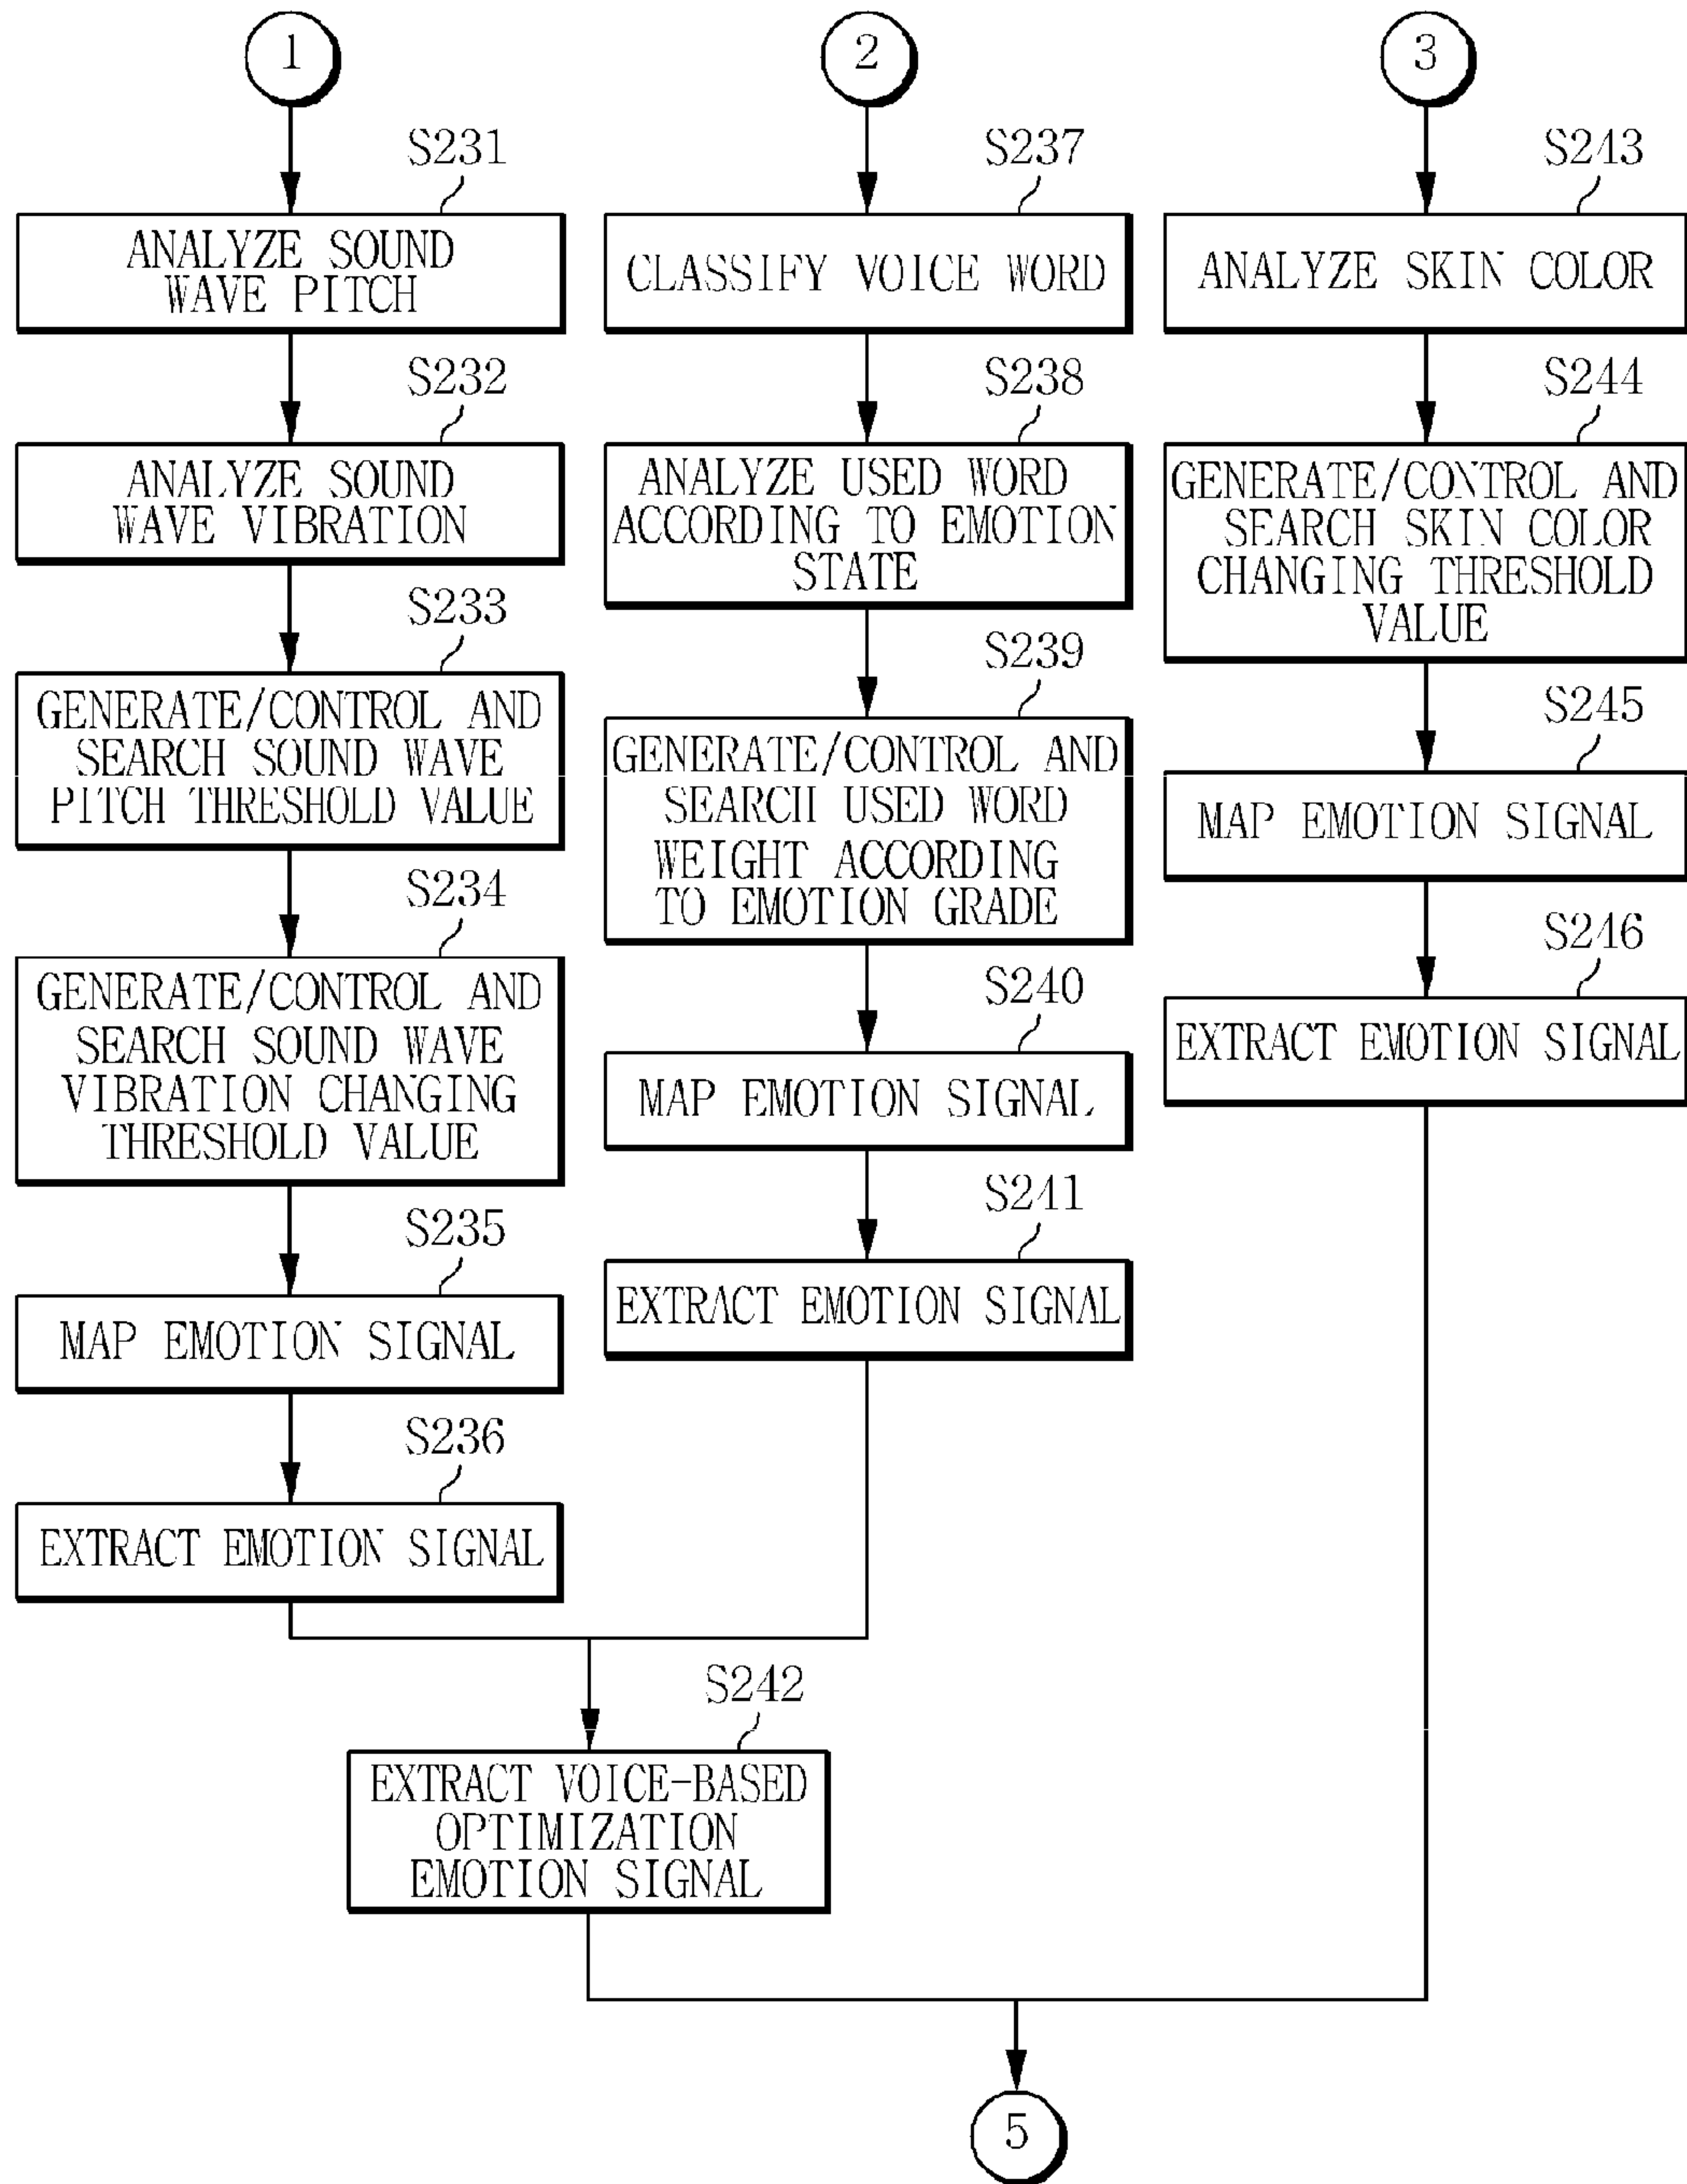 1
S231
ANALYZE SOUND
WAVE PITCH
S232
ANALYZE SOUND
WAVE VIBRATION
S233
GENERATE/CONTROL AND
SEARCH SOUND WAVE
PITCH THRESHOLD VALUE
S234
GENERATE/CONTROL AND
SEARCH SOUND WAVE
VIBRATION CHANGING
THRESHOLD VALUE
S235
MAP EMOTION SIGNAL
S236
EXTRACT EMOTION SIGNAL
2
S237
CLASSIFY VOICE WORD
S238
ANALYZE USED WORD
ACCORDING TO EMOTION
STATE
S239
GENERATE/CONTROL AND
SEARCH USED WORD
WEIGHT ACCORDING
TO EMOTION GRADE
S240
MAP EMOTION SIGNAL
S241
EXTRACT EMOTION SIGNAL
S242
EXTRACT VOICE-BASED
OPTIMIZATION
EMOTION SIGNAL
3
S243
ANALYZE SKIN COLOR
S244
GENERATE/CONTROL AND
SEARCH SKIN COLOR
CHANGING THRESHOLD
VALUE
S245
MAP EMOTION SIGNAL
S246
EXTRACT EMOTION SIGNAL
5